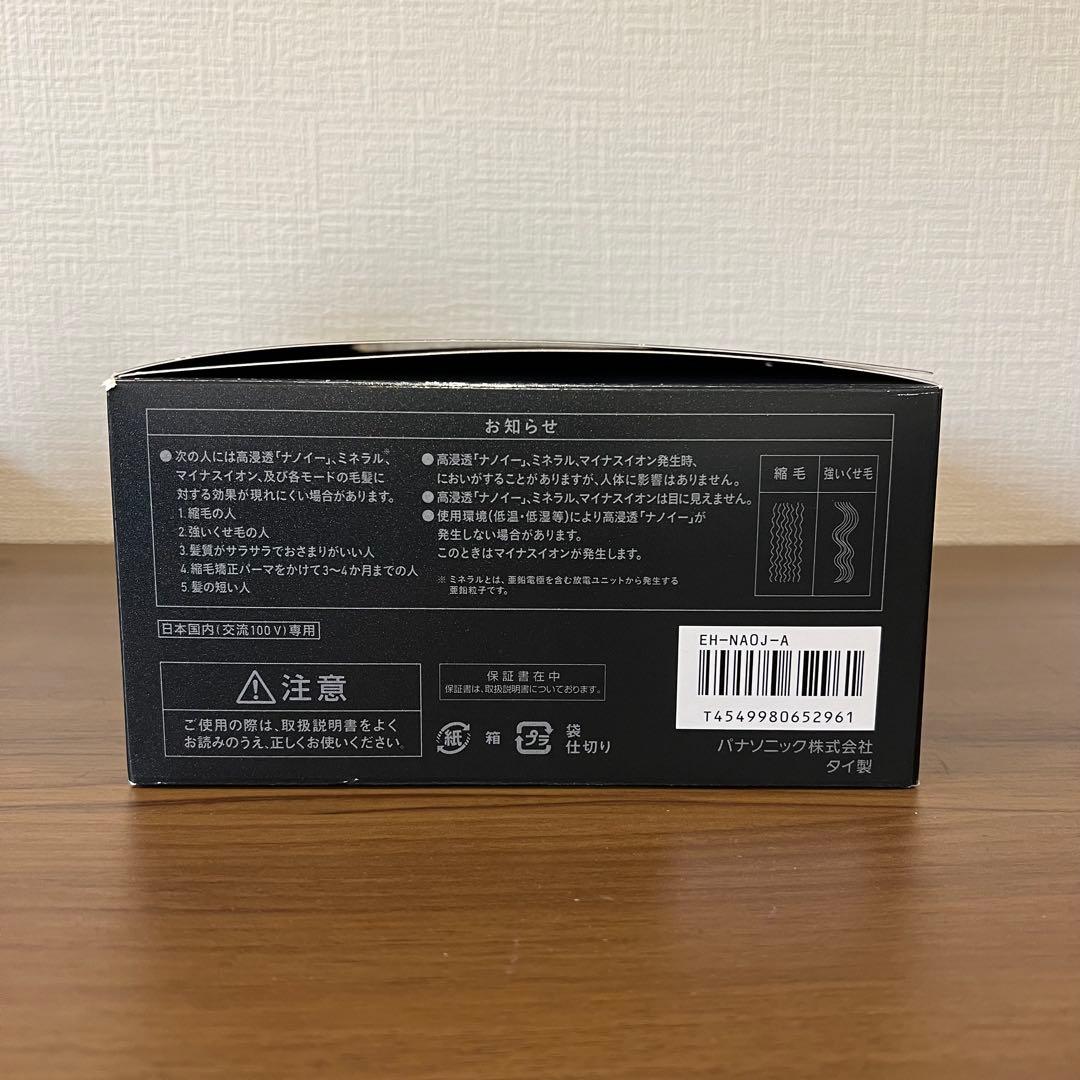 お知らせ
●次の人には高浸透「ナノイー」、ミネラル※、
マイナスイオン、及び各モードの毛髪に
対する効果が現れにくい場合があります。
1.縮毛の人
2.強いくせ毛の人
3.髪質がサラサラでおさまりがいい人
4.縮毛矯正パーマをかけて3〜4か月までの人
5.髪の短い人
●高浸透「ナノイー」、ミネラル、マイナスイオン発生時、
においがすることがありますが、人体に影響はありません。
●高浸透「ナノイー」、ミネラル、マイナスイオンは目に見えません。
●使用環境(低温・低湿等)により高浸透「ナノイー」が
発生しない場合があります。
このときはマイナスイオンが発生します。
※ ミネラルとは、亜鉛電極を含む放電ユニットから発生する
亜鉛粒子です。
縮毛 強いくせ毛
日本国内(交流100V)専用
注意
ご使用の際は、取扱説明書をよく
お読みのうえ、正しくお使いください。
保証書在中
保証書は、取扱説明書についております。
紙 箱 プラ 袋
仕切り
EH-NA0J-A
T4549980652961
パナソニック株式会社
タイ製